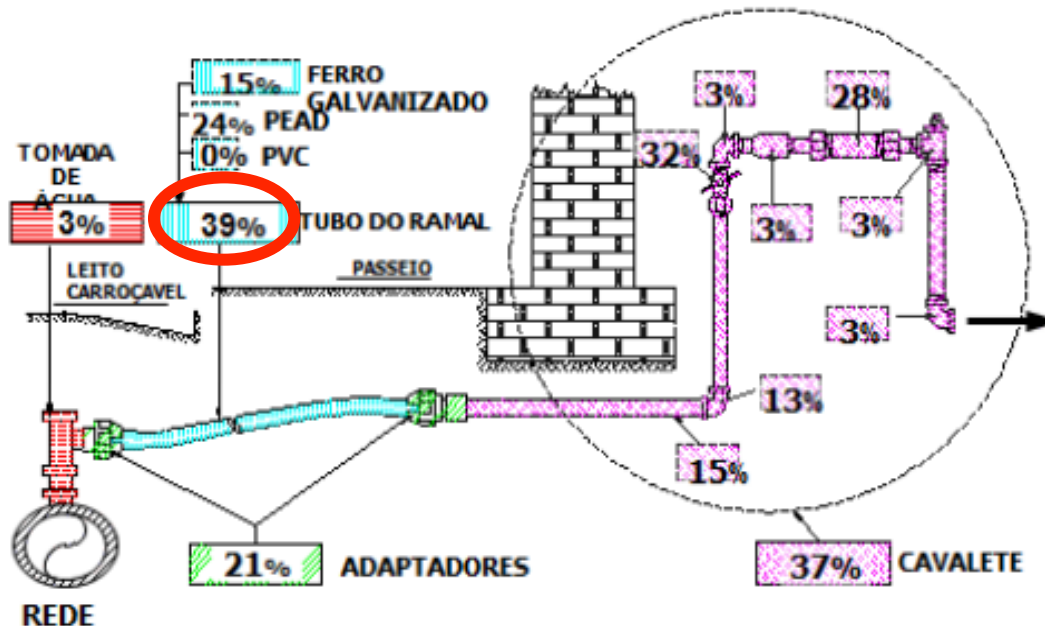 15% FERRO
GALVANIZADO
24% PEAD
0% PVC
TOMADA
DE
ÁGUA
3%
39% TUBO DO RAMAL
LEITO
CARROÇAVEL
PASSEIO
3%
28%
32%
3%
3%
3%
13%
15%
21% ADAPTADORES
37% CAVALETE
REDE